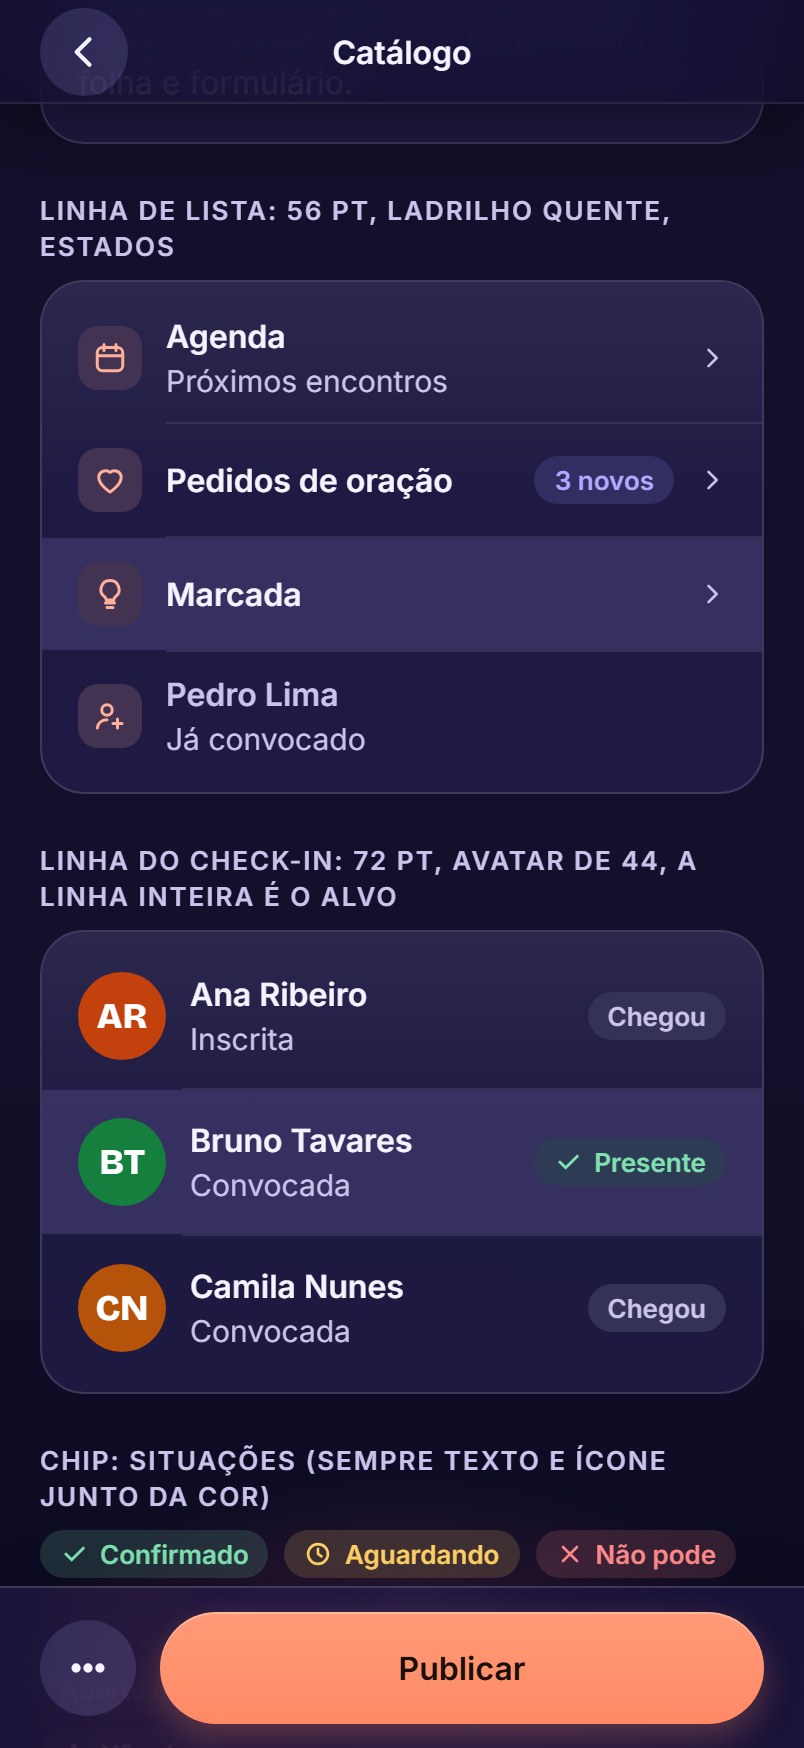 Catálogo
folha e formulário.
LINHA DE LISTA: 56 PT, LADRILHO QUENTE,
ESTADOS
Agenda
Próximos encontros
Pedidos de oração
3 novos
Marcada
Pedro Lima
Já convocado
LINHA DO CHECK-IN: 72 PT, AVATAR DE 44, A
LINHA INTEIRA É O ALVO
AR
Ana Ribeiro
Inscrita
Chegou
BT
Bruno Tavares
Convocada
Presente
CN
Camila Nunes
Convocada
Chegou
CHIP: SITUAÇÕES (SEMPRE TEXTO E ÍCONE
JUNTO DA COR)
Confirmado
Aguardando
Não pode
Publicar